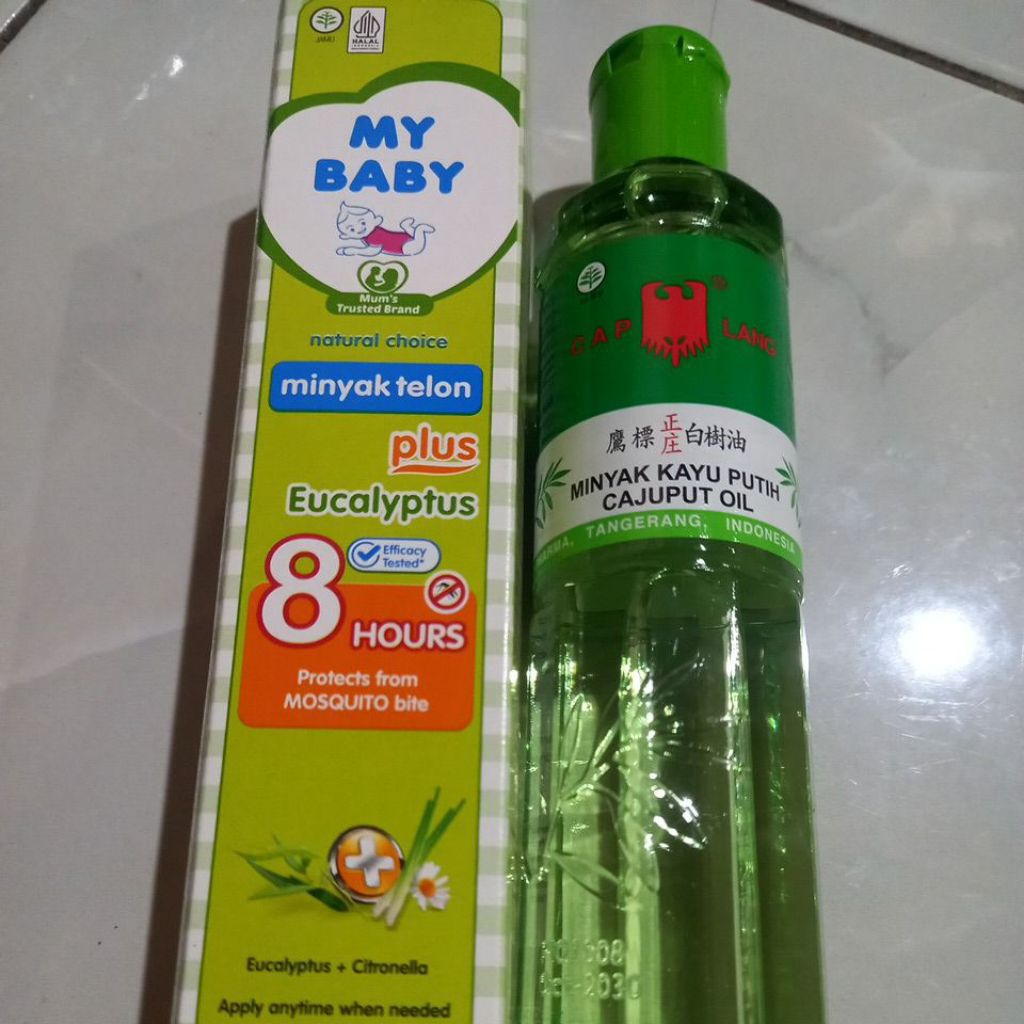 JAMU
HALAL
INDONESIA
MY
BABY
Mum's
Trusted Brand
natural choice
minyak telon
plus
Eucalyptus
8
HOURS
Efficacy
Tested*
Protects from
MOSQUITO bite
Eucalyptus + Citronella
Apply anytime when needed
CAP LANG
®
鷹標正庄白樹油
MINYAK KAYU PUTIH
CAJUPUT OIL
TANGERANG, INDONESIA